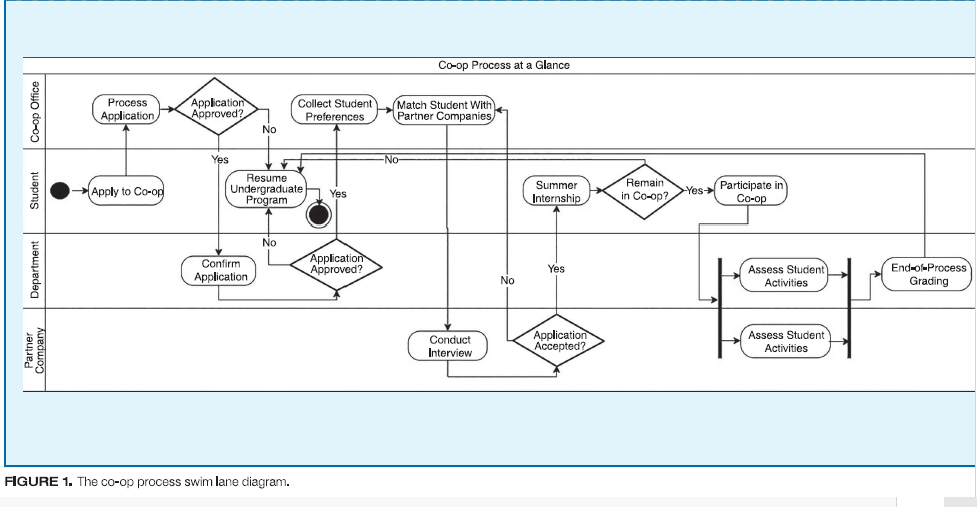 Co-op Process at a Glance
Co-op Office
Process
Application
Application
Approved?
No
Yes
Collect Student
Preferences
Match Student With
Partner Companies
Student
Apply to Co-op
Resume
Undergraduate
Program
Yes
No
Summer
Internship
Remain
in Co-op?
Yes
Participate in
Co-op
Department
Confirm
Application
No
Application
Approved?
No
Yes
Assess Student
Activities
End-of-Process
Grading
Partner
Company
Conduct
Interview
Application
Accepted?
Assess Student
Activities
FIGURE 1. The co-op process swim lane diagram.